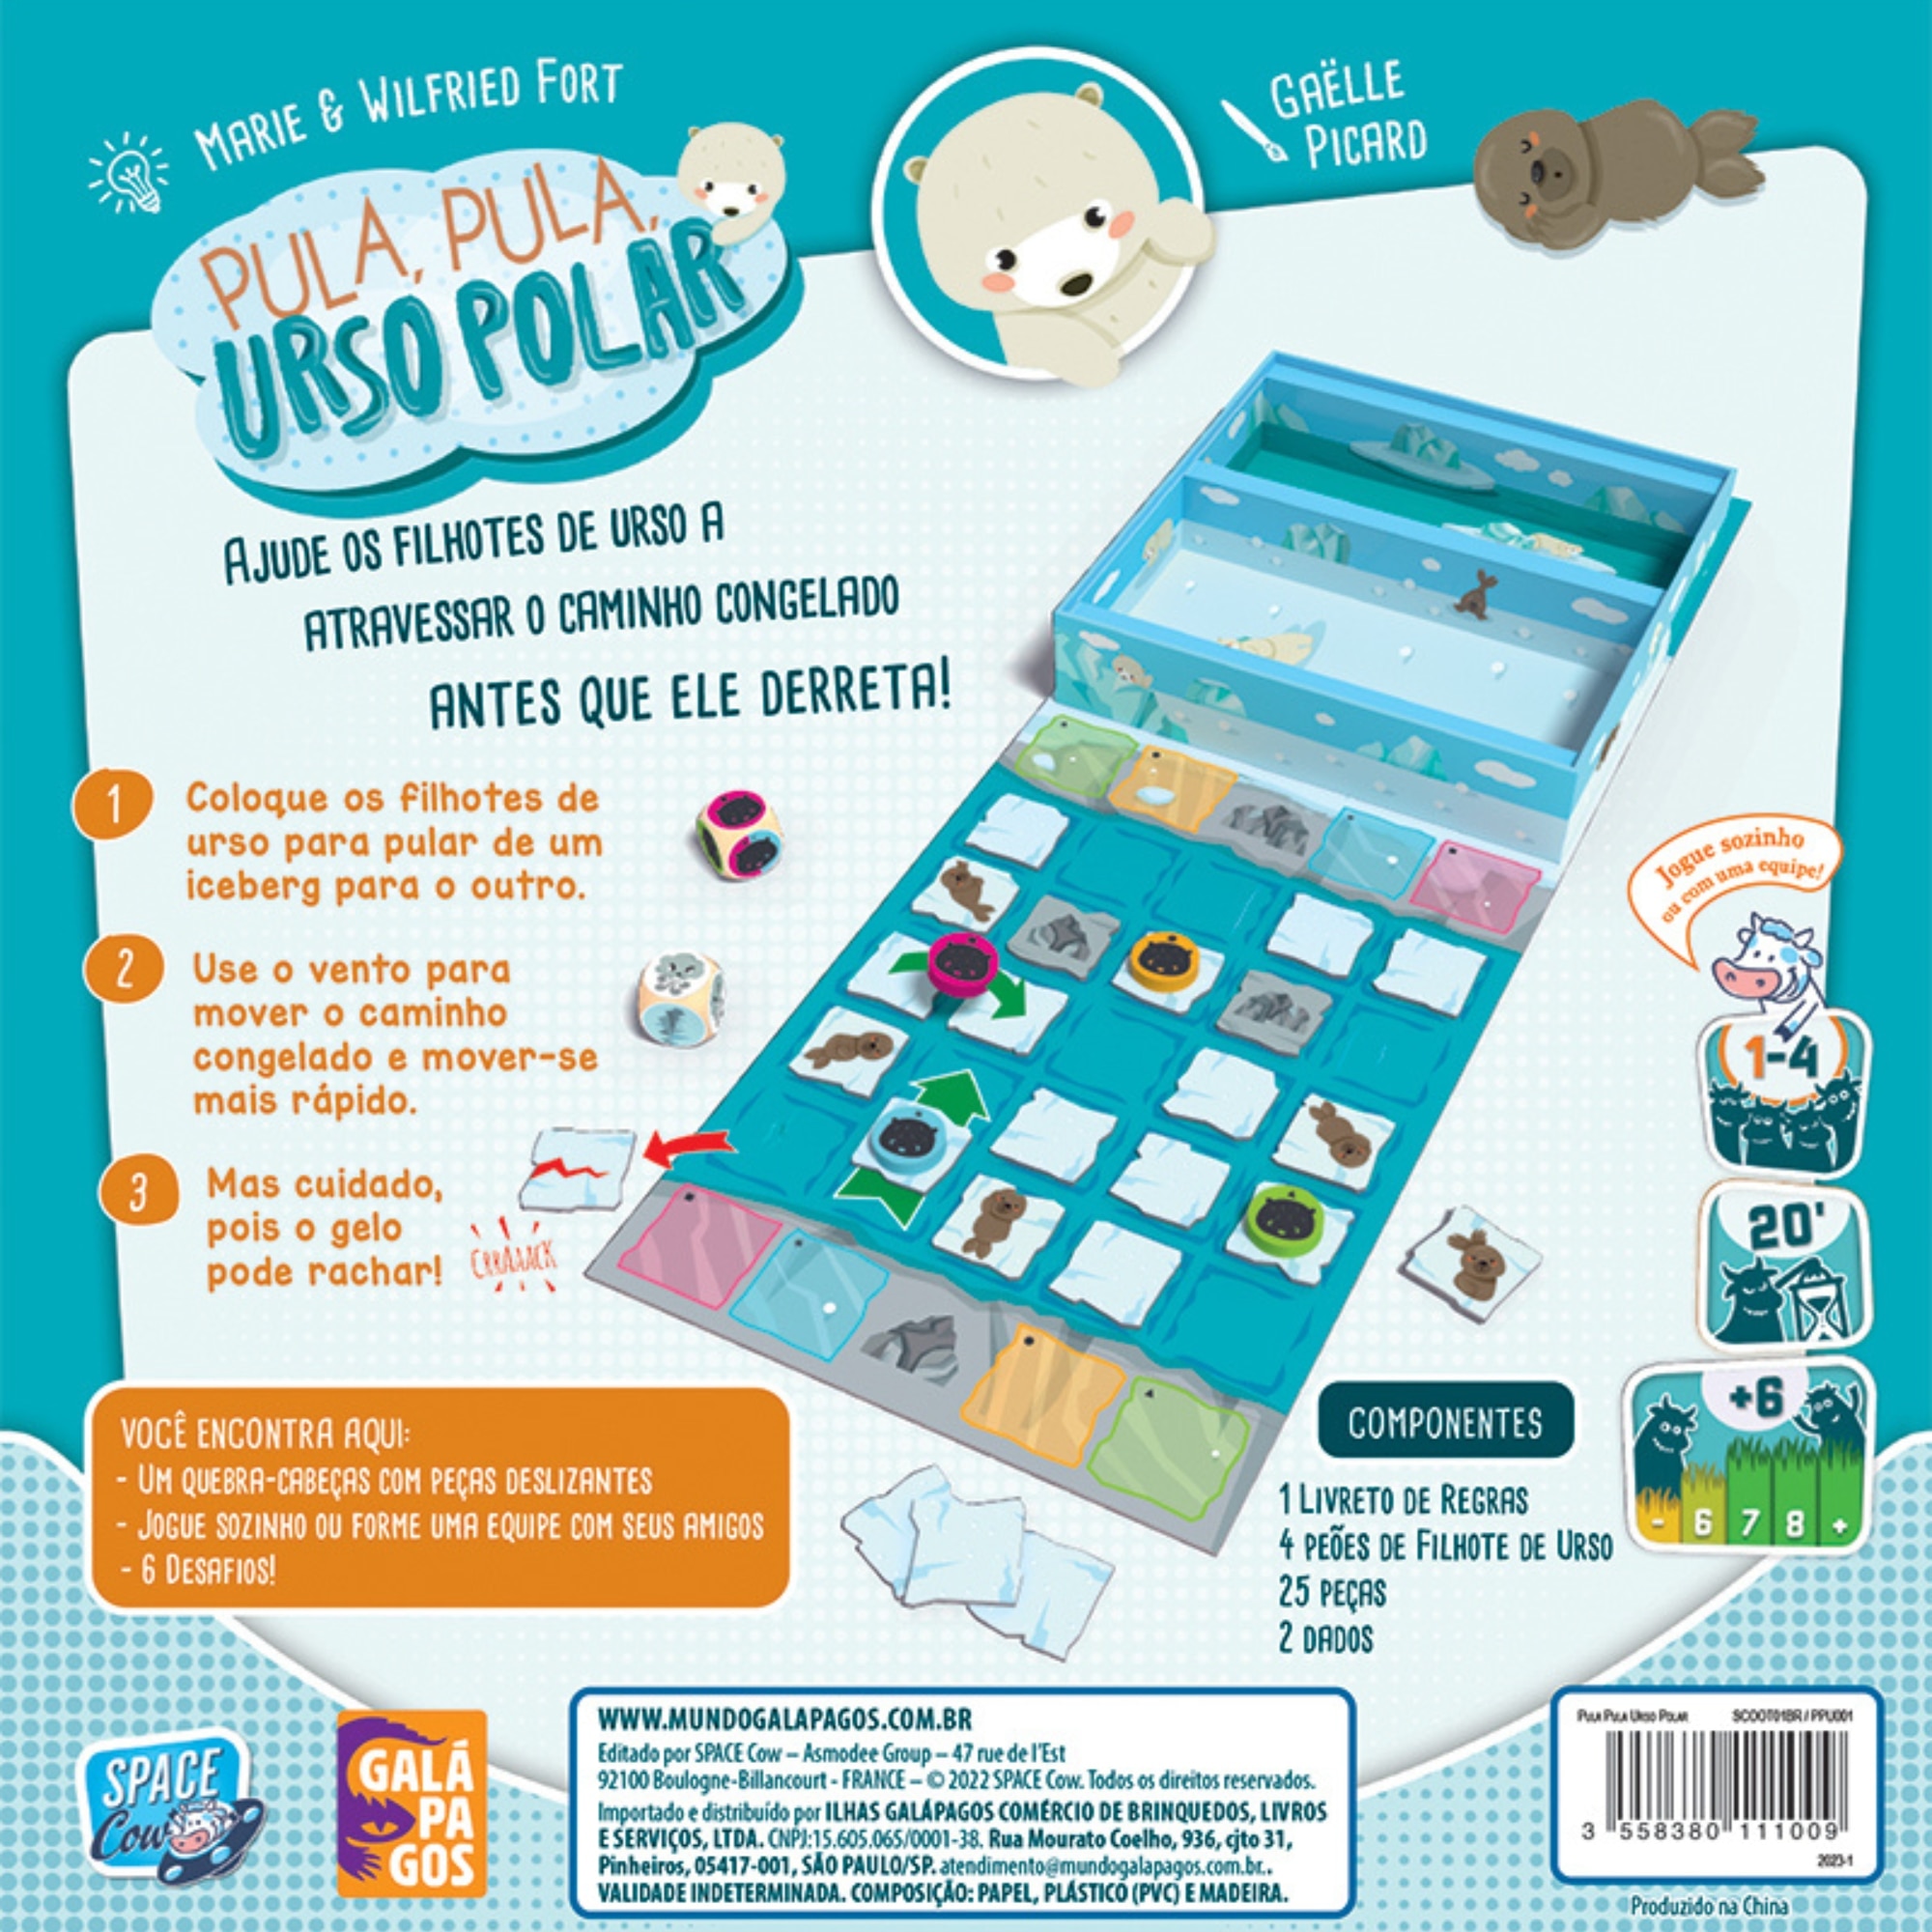 MARIE & WILFRIED FORT
GAËLLE
PICARD
PULA, PULA,
URSO POLAR
AJUDE OS FILHOTES DE URSO A
ATRAVESSAR O CAMINHO CONGELADO
ANTES QUE ELE DERRETA!
1
Coloque os filhotes de
urso para pular de um
iceberg para o outro.
2
Use o vento para
mover o caminho
congelado e mover-se
mais rápido.
3
Mas cuidado,
pois o gelo
pode rachar!
CRRAAACK
Jogue sozinho
ou com uma equipe!
1-4
20'
+6
- 6 7 8 +
VOCÊ ENCONTRA AQUI:
- UM QUEBRA-CABEÇAS COM PEÇAS DESLIZANTES
- JOGUE SOZINHO OU FORME UMA EQUIPE COM SEUS AMIGOS
- 6 DESAFIOS!
COMPONENTES
1 LIVRETO DE REGRAS
4 PEÕES DE FILHOTE DE URSO
25 PEÇAS
2 DADOS
SPACE
Cow
GALÁ
PA
GOS
WWW.MUNDOGALAPAGOS.COM.BR
Editado por SPACE Cow – Asmodee Group – 47 rue de l'Est
92100 Boulogne-Billancourt - FRANCE – © 2022 SPACE Cow. Todos os direitos reservados.
Importado e distribuído por ILHAS GALÁPAGOS COMÉRCIO DE BRINQUEDOS, LIVROS
E SERVIÇOS, LTDA. CNPJ:15.605.065/0001-38. Rua Mourato Coelho, 936, cjto 31,
Pinheiros, 05417-001, SÃO PAULO/SP. atendimento@mundogalapagos.com.br..
VALIDADE INDETERMINADA. COMPOSIÇÃO: PAPEL, PLÁSTICO (PVC) E MADEIRA.
PULA PULA URSO POLAR SCOOT01BR / PPU001
3 558380 111009
2023-1
Produzido na China